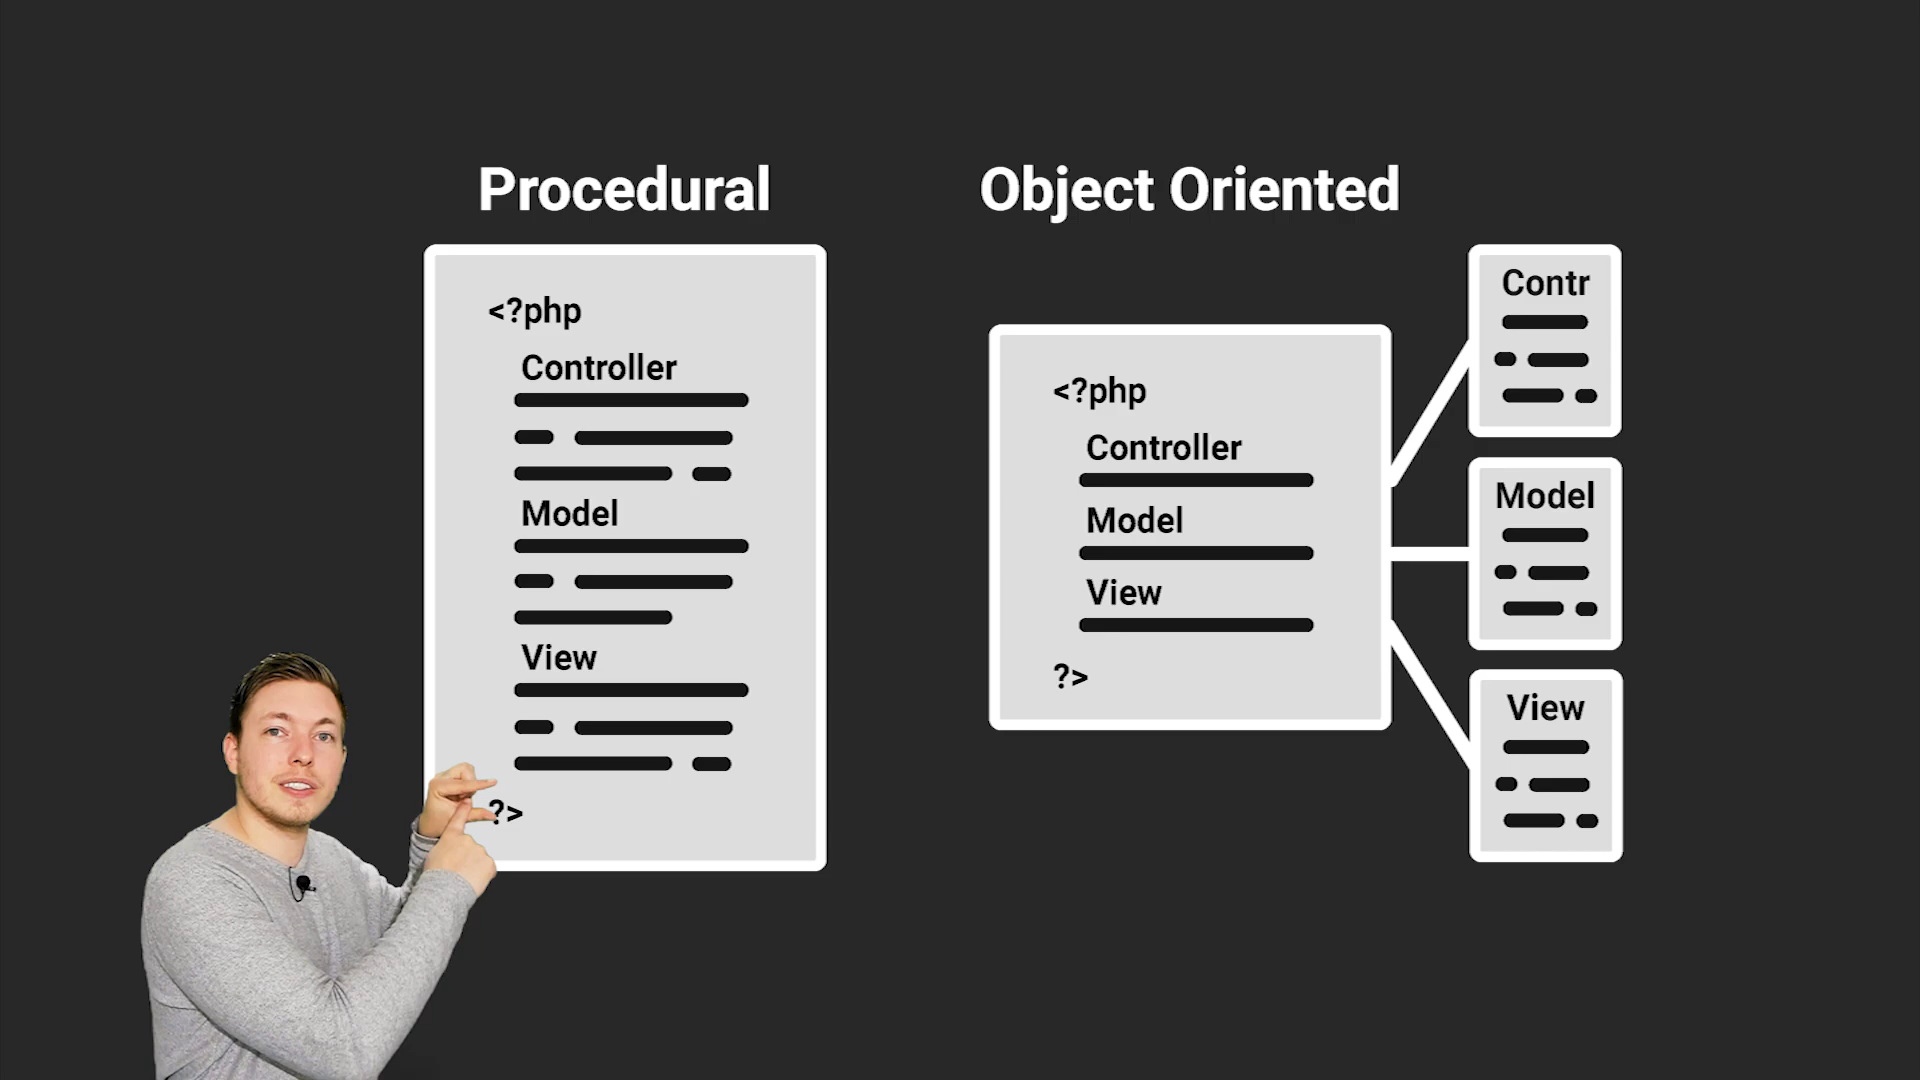 Procedural
<?php
Controller
Model
View
?>
Object Oriented
<?php
Controller
Model
View
?>
Contr
Model
View